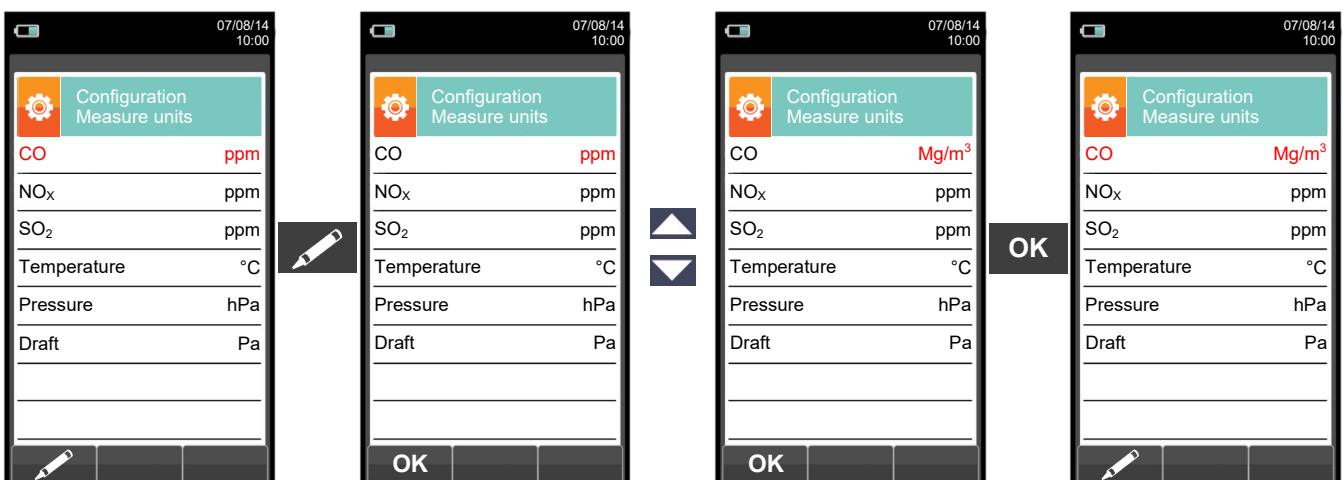 07/08/14
10:00
Configuration
Measure units
CO ppm
NOX ppm
SO2 ppm
Temperature °C
Pressure hPa
Draft Pa
07/08/14
10:00
Configuration
Measure units
CO ppm
NOX ppm
SO2 ppm
Temperature °C
Pressure hPa
Draft Pa
OK
07/08/14
10:00
Configuration
Measure units
CO Mg/m³
NOX ppm
SO2 ppm
Temperature °C
Pressure hPa
Draft Pa
OK
OK
07/08/14
10:00
Configuration
Measure units
CO Mg/m³
NOX ppm
SO2 ppm
Temperature °C
Pressure hPa
Draft Pa